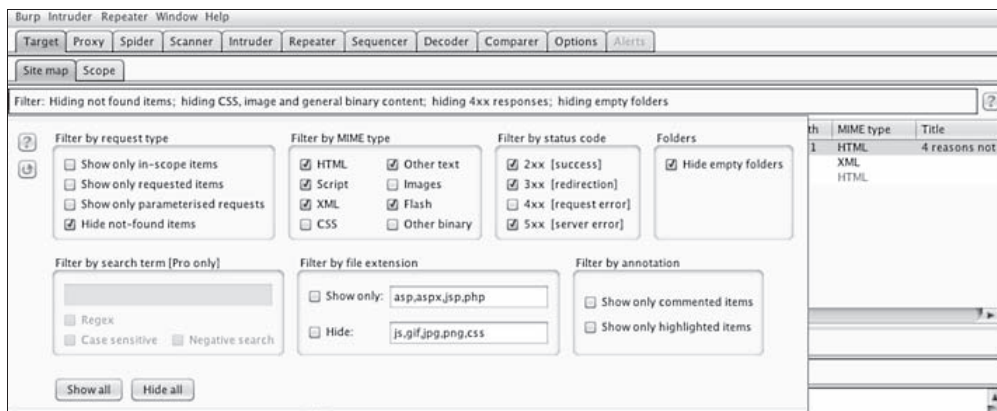 Burp Intruder Repeater Window Help
Target Proxy Spider Scanner Intruder Repeater Sequencer Decoder Comparer Options Alerts
Site map Scope
Filter: Hiding not found items; hiding CSS, image and general binary content; hiding 4xx responses; hiding empty folders ?
th MIME type Title
1 HTML 4 reasons not
XML
HTML
?
Filter by request type
Show only in-scope items
Show only requested items
Show only parameterised requests
Hide not-found items
Filter by MIME type
HTML Other text
Script Images
XML Flash
CSS Other binary
Filter by status code
2xx [success]
3xx [redirection]
4xx [request error]
5xx [server error]
Folders
Hide empty folders
Filter by search term [Pro only]
Regex
Case sensitive Negative search
Filter by file extension
Show only: asp,aspx,jsp,php
Hide: js,gif,jpg,png,css
Filter by annotation
Show only commented items
Show only highlighted items
Show all Hide all